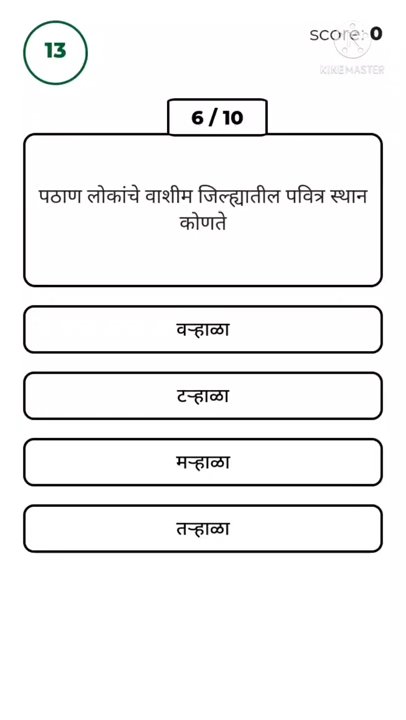 13
score: 0
KINEMASTER
6 / 10
पठाण लोकांचे वाशीम जिल्ह्यातील पवित्र स्थान
कोणते
वऱ्हाळा
टऱ्हाळा
मऱ्हाळा
तऱ्हाळा